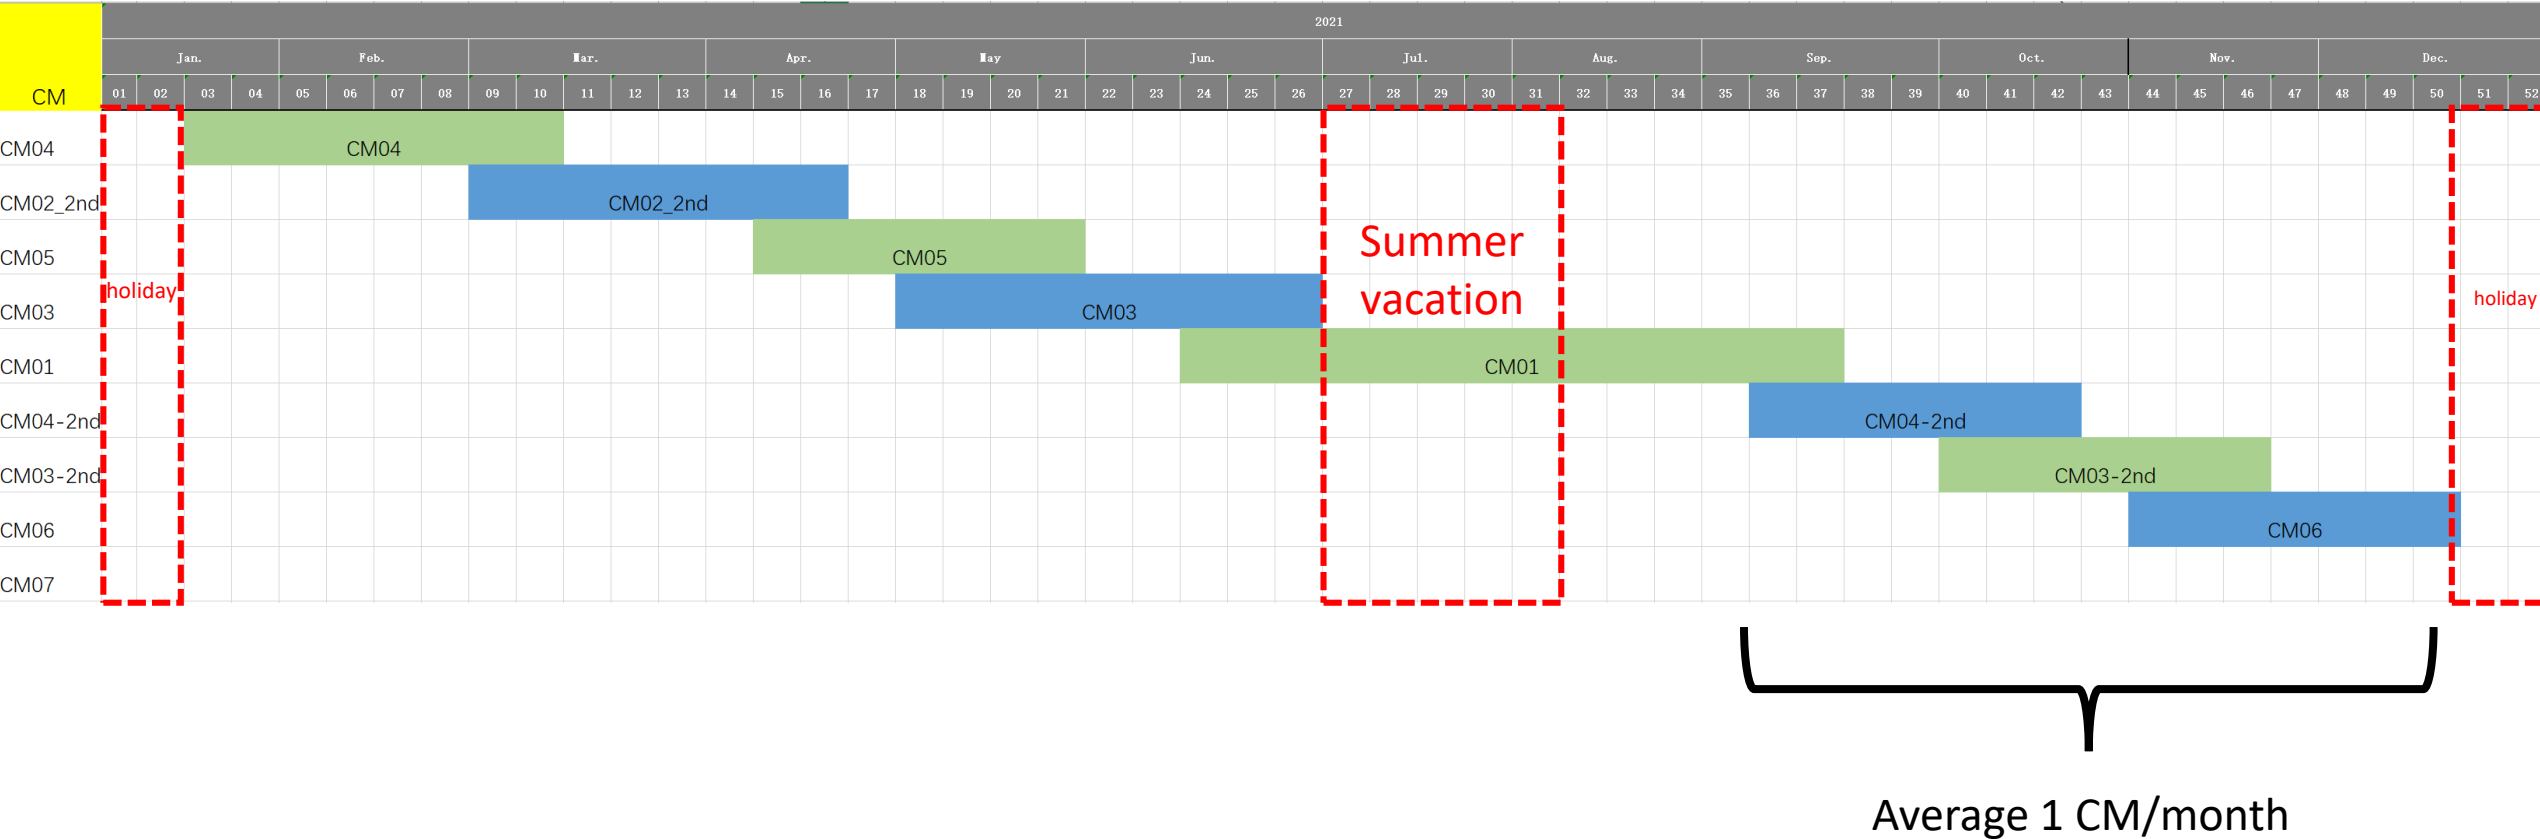 2021
Jan. Feb. Mar. Apr. May Jun. Jul. Aug. Sep. Oct. Nov. Dec.
CM 01 02 03 04 05 06 07 08 09 10 11 12 13 14 15 16 17 18 19 20 21 22 23 24 25 26 27 28 29 30 31 32 33 34 35 36 37 38 39 40 41 42 43 44 45 46 47 48 49 50 51 52
CM04 CM04
CM02_2nd CM02_2nd
CM05 CM05
CM03 CM03
CM01 CM01
CM04-2nd CM04-2nd
CM03-2nd CM03-2nd
CM06 CM06
CM07
holiday
Summer
vacation
holiday
Average 1 CM/month